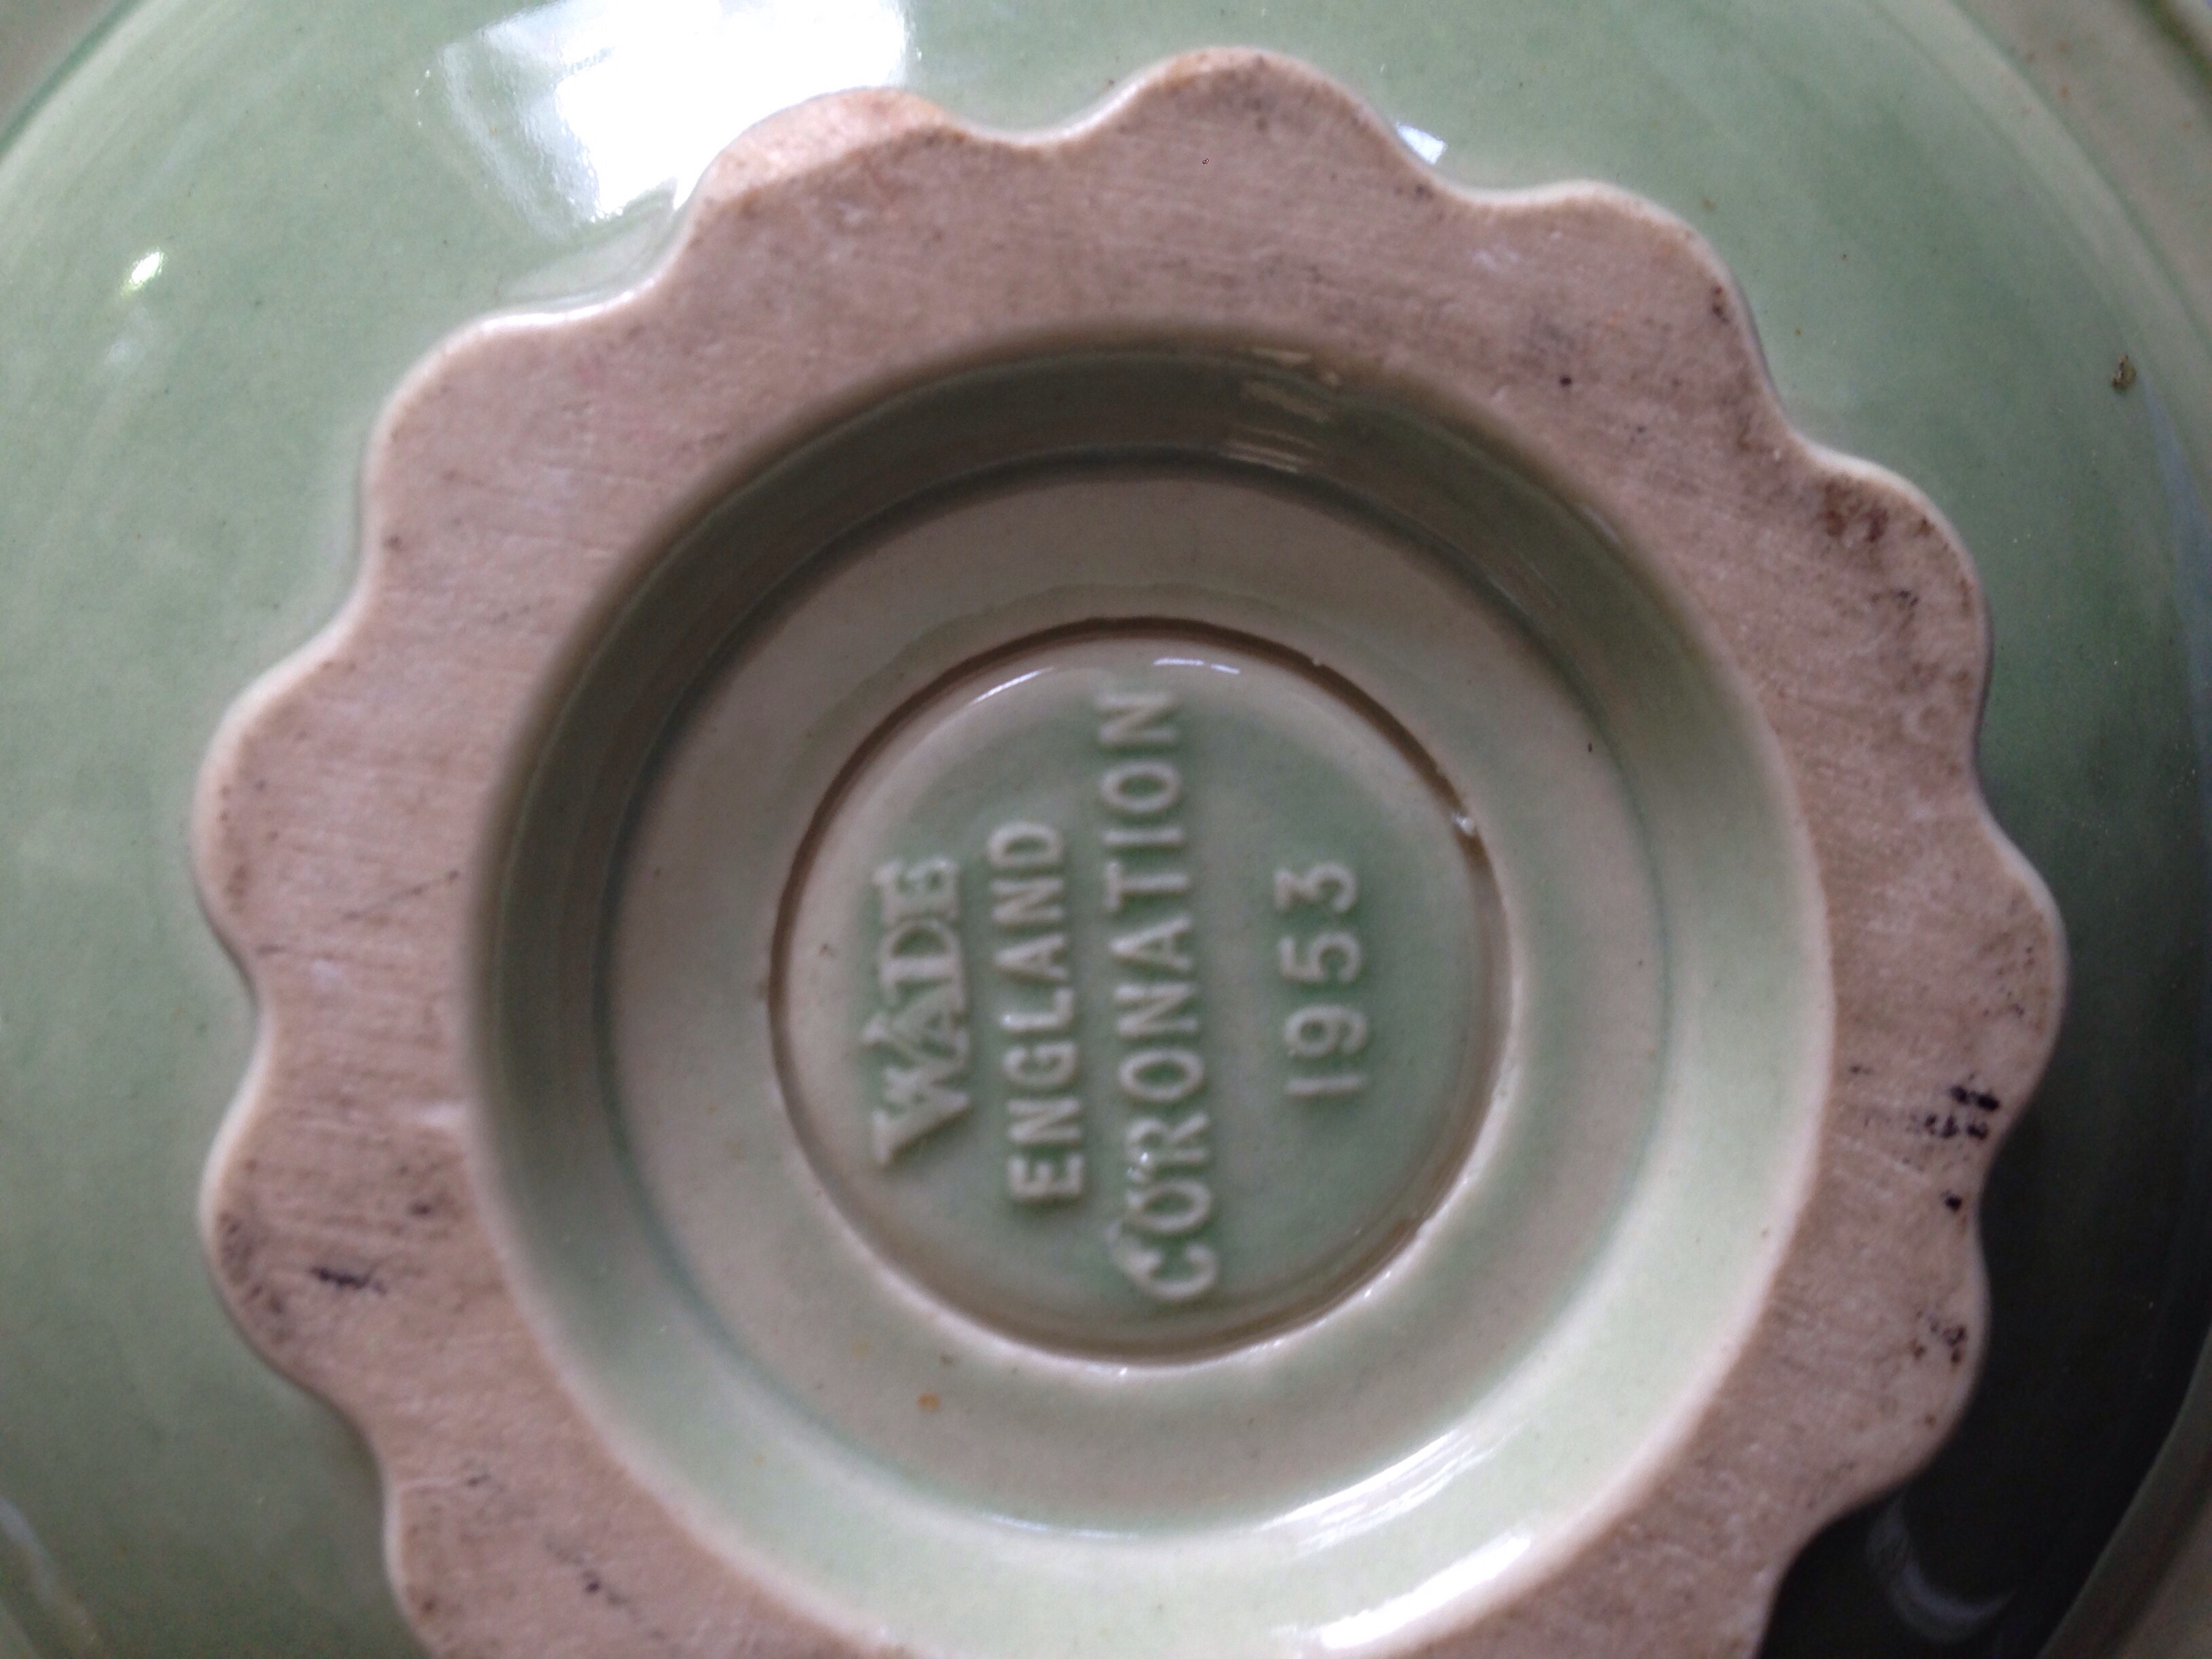 WADE
ENGLAND
CORONATION
1953